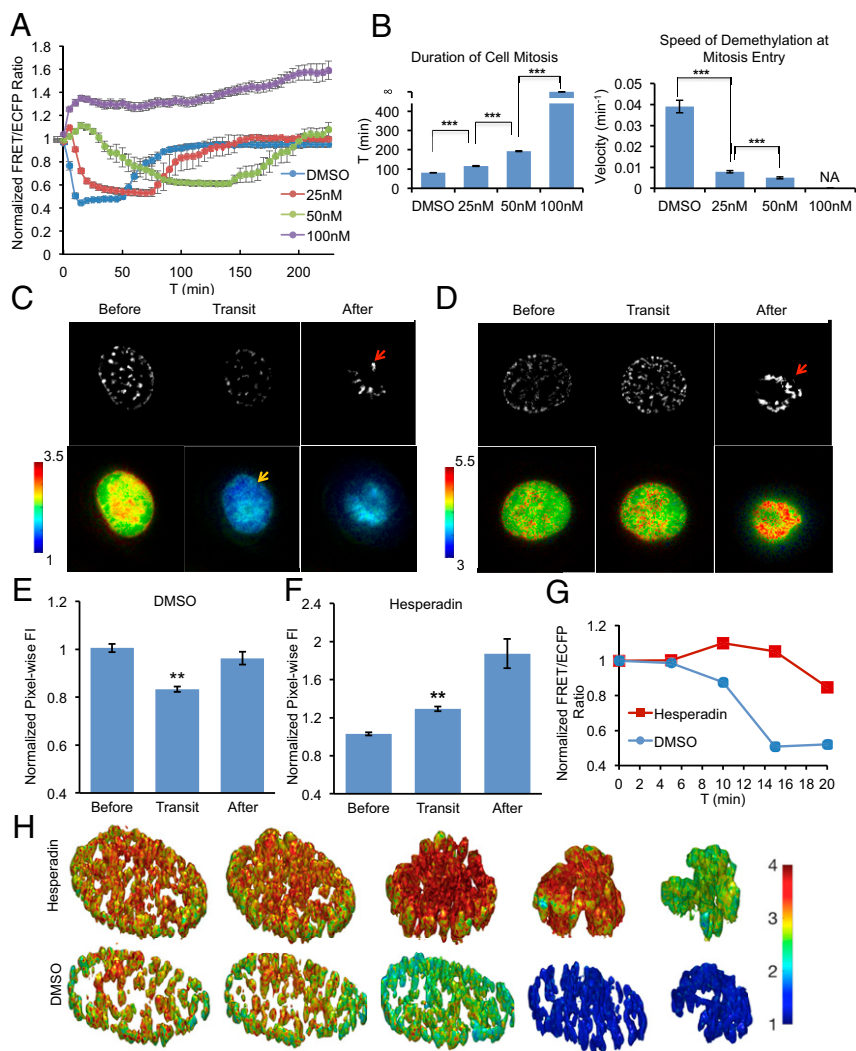 A
Normalized FRET/ECFP Ratio
1.8
1.6
1.4
1.2
1
0.8
0.6
0.4
0.2
0 50 100 150 200
T (min)
DMSO
25nM
50nM
100nM
B
Duration of Cell Mitosis
T (min)
∞
400
300
200
100
0
*** *** ***
DMSO 25nM 50nM 100nM
Speed of Demethylation at
Mitosis Entry
Velocity (min-1)
0.05
0.04
0.03
0.02
0.01
0
*** ***
NA
DMSO 25nM 50nM 100nM
C
Before Transit After
3.5
1
D
Before Transit After
5.5
3
E
DMSO
Normalized Pixel-wise FI
1.2
1
0.8
0.6
0.4
**
Before Transit After
F
Hesperadin
Normalized Pixel-wise FI
2.4
2.1
1.8
1.5
1.2
0.9
0.6
0.4
**
Before Transit After
G
Normalized FRET/ECFP
Ratio
1.2
1
0.8
0.6
0.4
Hesperadin
DMSO
0 2 4 6 8 10 12 14 16 18 20
T (min)
H
Hesperadin
DMSO
4
3
2
1